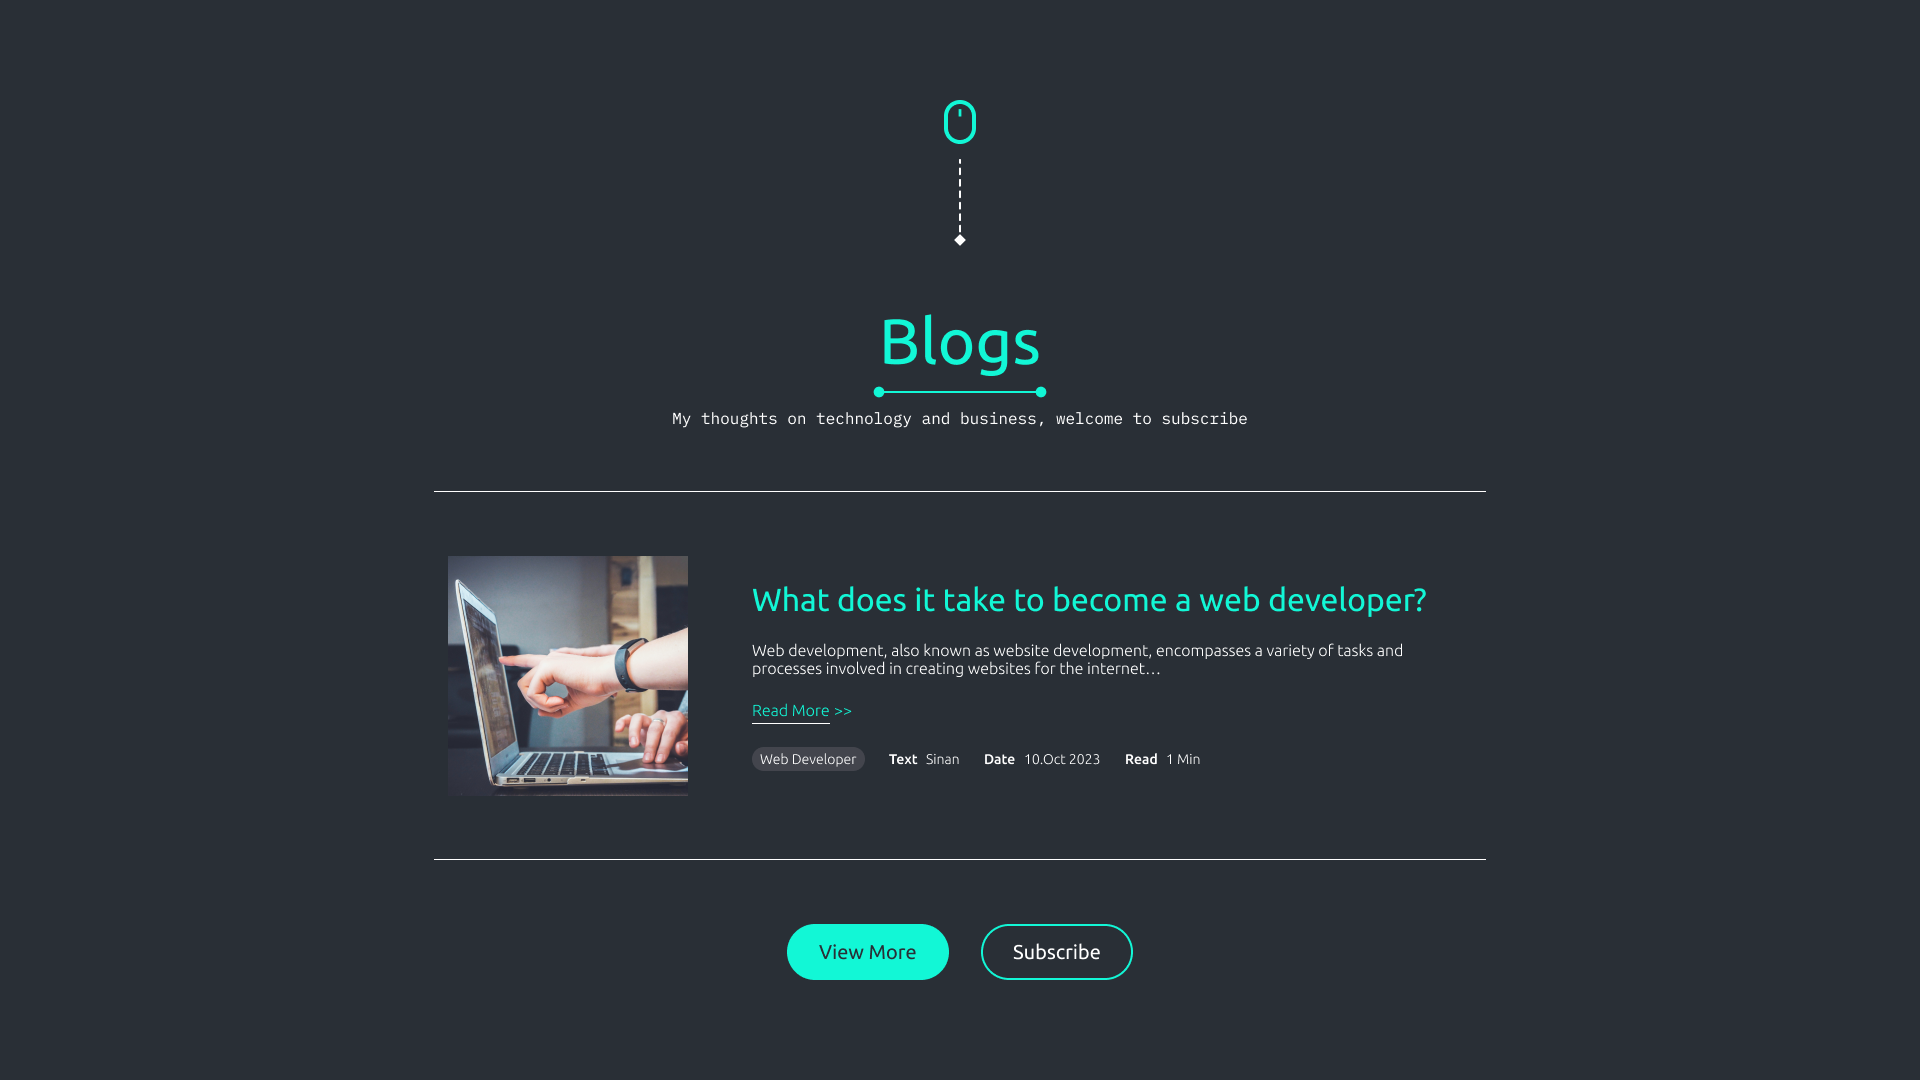 Blogs
My thoughts on technology and business, welcome to subscribe
What does it take to become a web developer?
Web development, also known as website development, encompasses a variety of tasks and
processes involved in creating websites for the internet...
Read More >>
Web Developer Text Sinan Date 10.Oct 2023 Read 1 Min
View More Subscribe